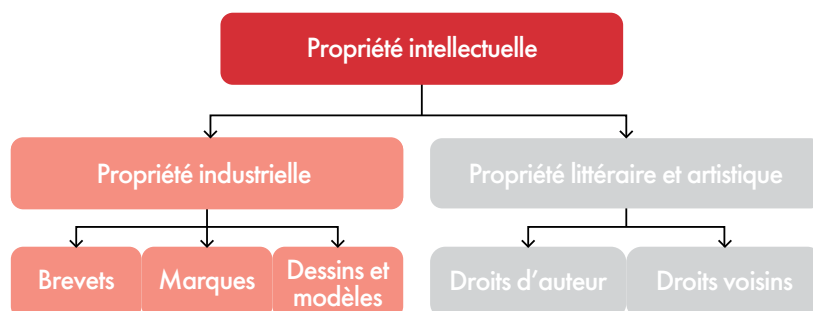 Propriété intellectuelle
Propriété industrielle
Propriété littéraire et artistique
Brevets
Marques
Dessins et
modèles
Droits d'auteur
Droits voisins